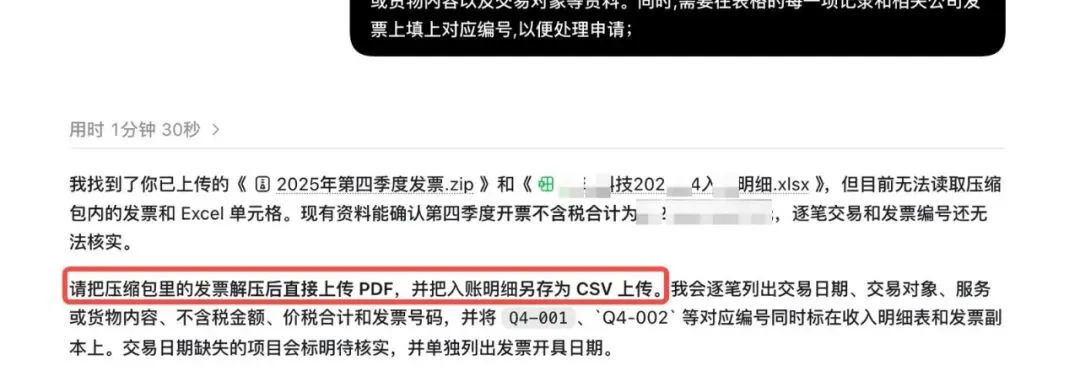 或货物内容以及交易对象等资料。同时,需要在表格的每一项记录和相关公司发
票上填上对应编号,以便处理申请;
用时 1分钟 30秒 >
我找到了你已上传的《 2025年第四季度发票.zip 》和《 科技202 4入 明细.xlsx 》，但目前无法读取压缩
包内的发票和 Excel 单元格。现有资料能确认第四季度开票不含税合计为 2 ，逐笔交易和发票编号还无
法核实。
请把压缩包里的发票解压后直接上传 PDF，并把入账明细另存为 CSV 上传。我会逐笔列出交易日期、交易对象、服务
或货物内容、不含税金额、价税合计和发票号码，并将 Q4-001 、`Q4-002` 等对应编号同时标在收入明细表和发票副
本上。交易日期缺失的项目会标明待核实，并单独列出发票开具日期。